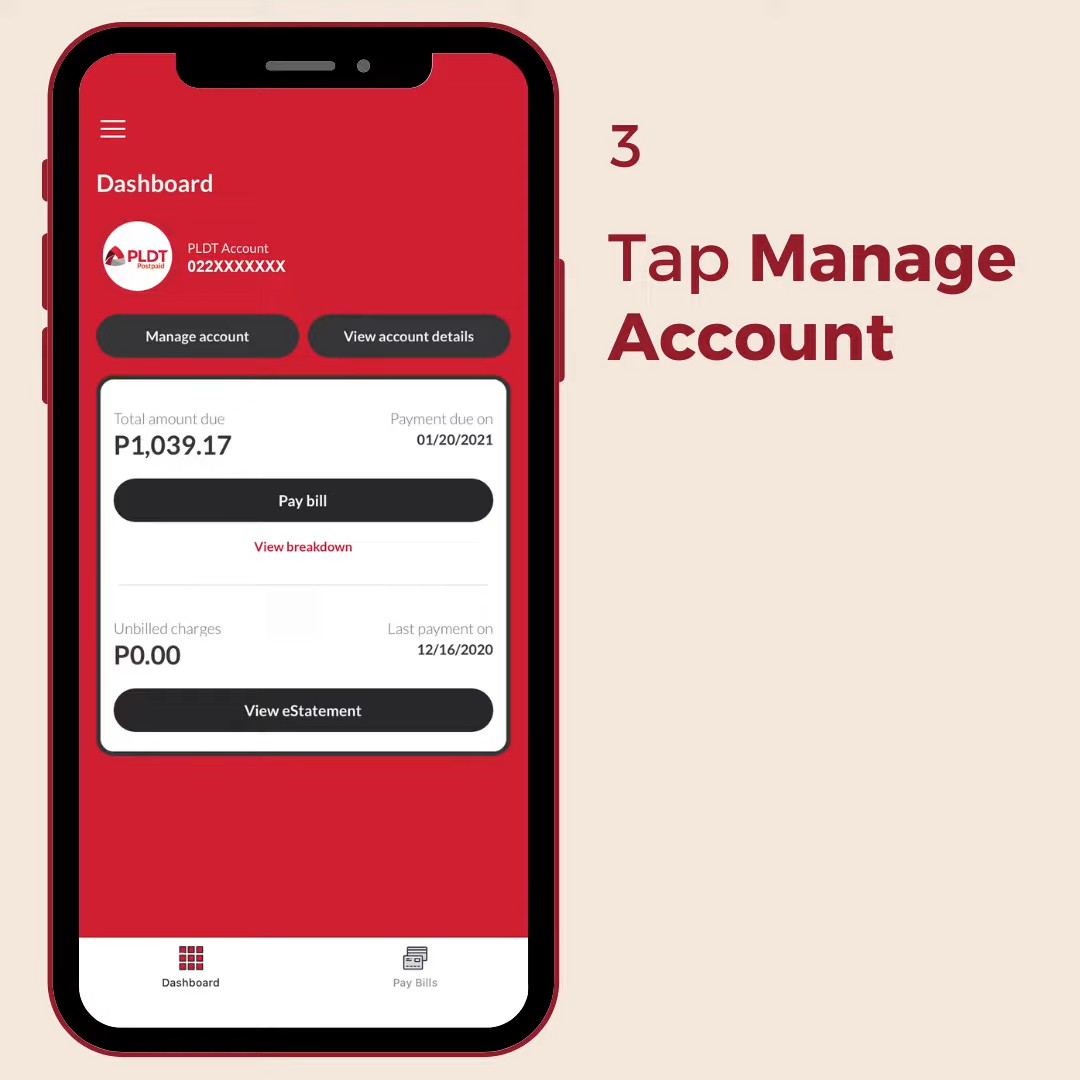 3
Tap Manage
Account
Dashboard
PLDT
Postpaid
PLDT Account
022XXXXXXX
Manage account
View account details
Total amount due
Payment due on
P1,039.17
01/20/2021
Pay bill
View breakdown
Unbilled charges
Last payment on
P0.00
12/16/2020
View eStatement
Dashboard
Pay Bills